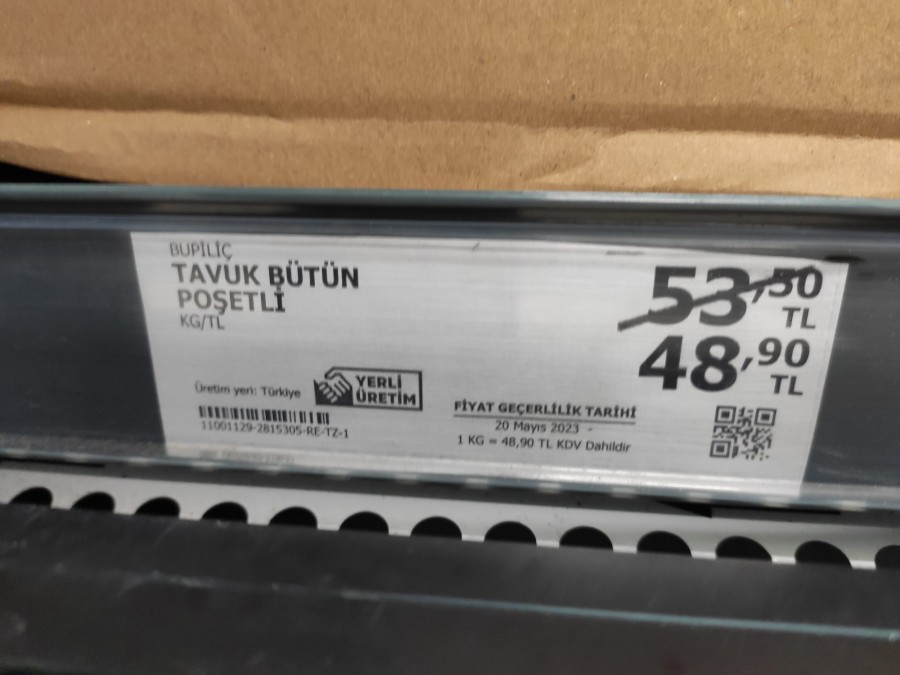 BUPİLİÇ
TAVUK BÜTÜN
POŞETLİ
KG/TL
53,50
TL
48,90
TL
Üretim yeri: Türkiye
YERLİ
ÜRETİM
11001129-2815305-RE-TZ-1
FİYAT GEÇERLİLİK TARİHİ
20 Mayıs 2023 -
1 KG = 48,90 TL KDV Dahildir